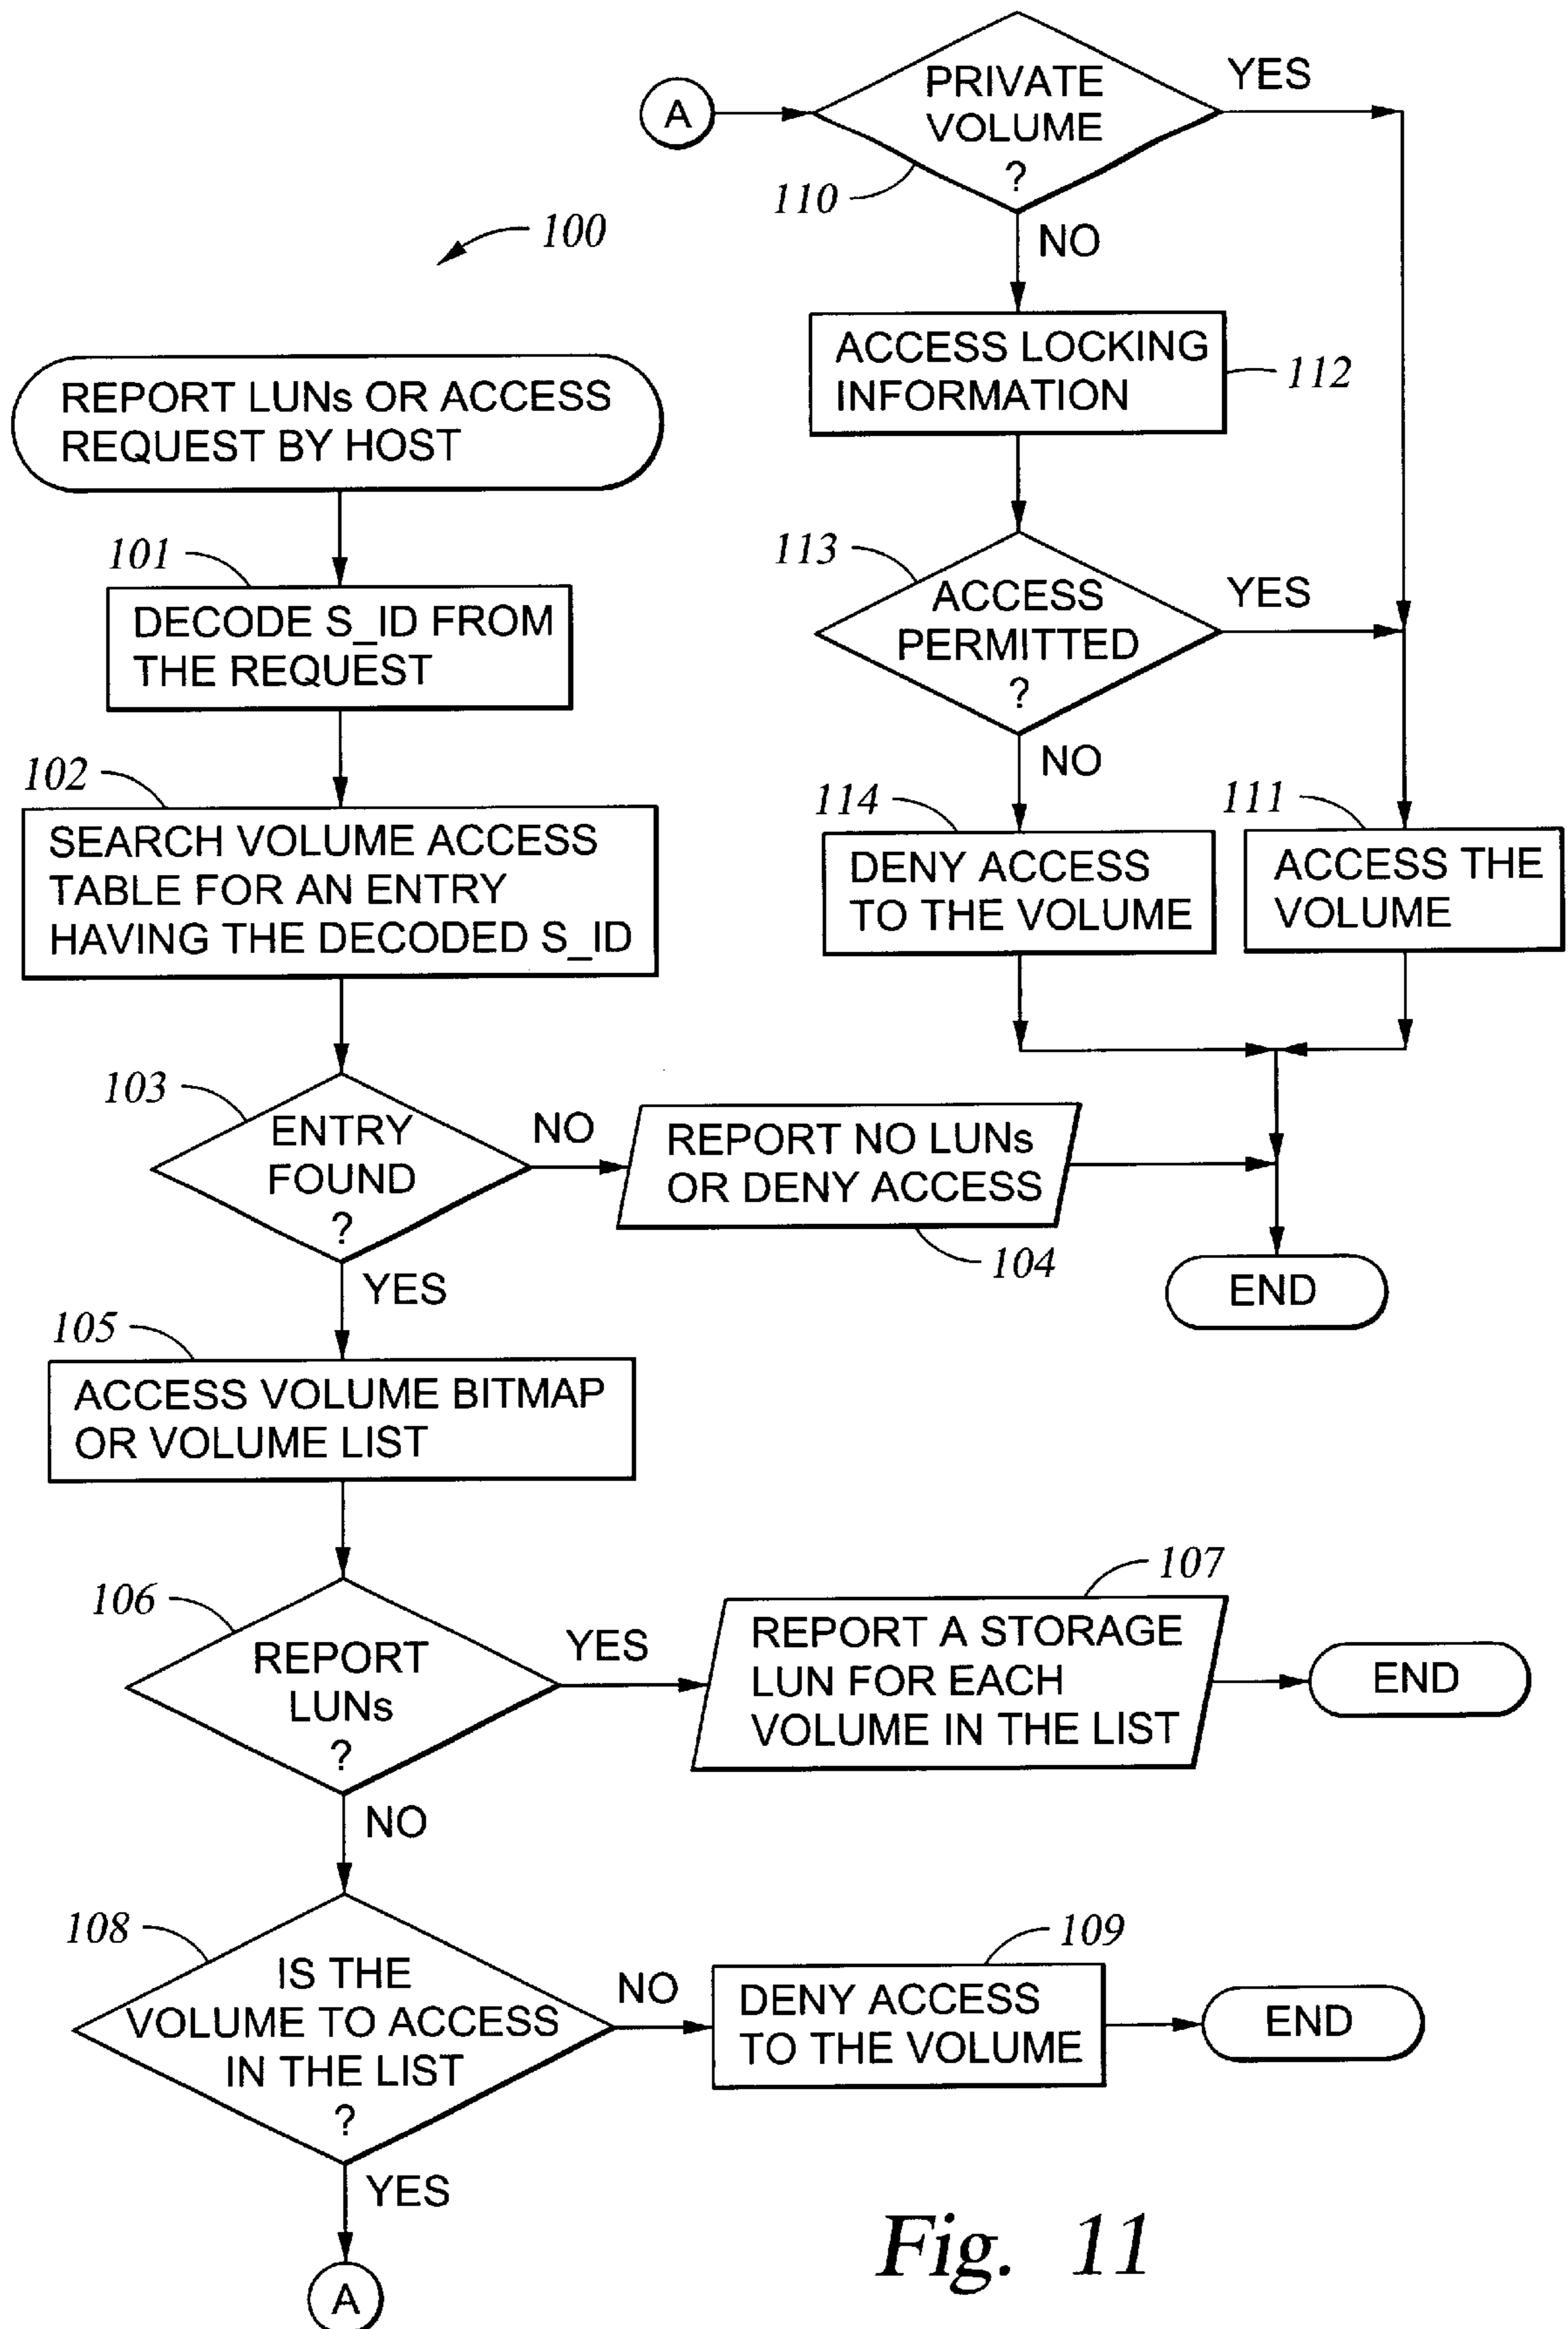 100
REPORT LUNs OR ACCESS
REQUEST BY HOST
101
DECODE S_ID FROM
THE REQUEST
102
SEARCH VOLUME ACCESS
TABLE FOR AN ENTRY
HAVING THE DECODED S_ID
103
ENTRY
FOUND
?
NO
REPORT NO LUNs
OR DENY ACCESS
104
YES
105
ACCESS VOLUME BITMAP
OR VOLUME LIST
106
REPORT
LUNs
?
YES
107
REPORT A STORAGE
LUN FOR EACH
VOLUME IN THE LIST
END
NO
108
IS THE
VOLUME TO ACCESS
IN THE LIST
?
NO
109
DENY ACCESS
TO THE VOLUME
END
YES
A
A
PRIVATE
VOLUME
?
110
YES
NO
ACCESS LOCKING
INFORMATION
112
113
ACCESS
PERMITTED
?
YES
NO
114
DENY ACCESS
TO THE VOLUME
111
ACCESS THE
VOLUME
END
Fig. 11